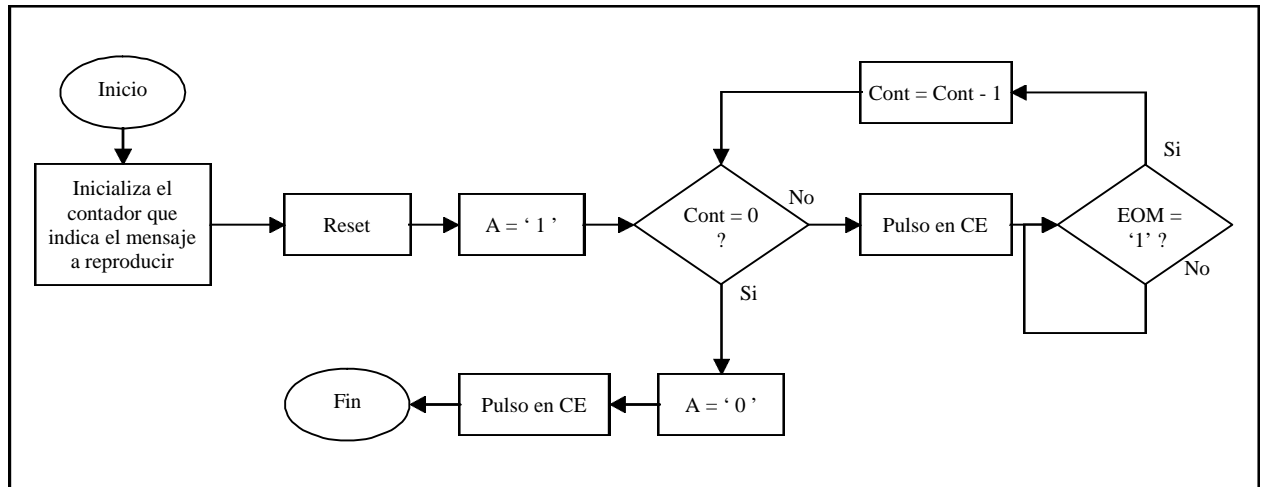 Inicio
Inicializa el
contador que
indica el mensaje
a reproducir
Reset
A = ‘ 1 ’
Cont = 0
?
No
Si
Pulso en CE
EOM =
‘1’ ?
No
Si
Cont = Cont - 1
A = ‘ 0 ’
Pulso en CE
Fin